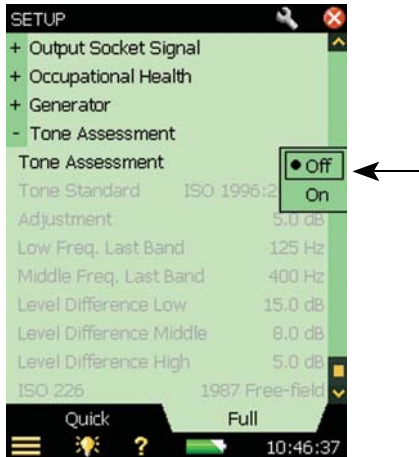 SETUP
+ Output Socket Signal
+ Occupational Health
+ Generator
- Tone Assessment
Tone Assessment Off
Tone Standard ISO 1996:2 On
Adjustment 5.0 dB
Low Freq. Last Band 125 Hz
Middle Freq. Last Band 400 Hz
Level Difference Low 15.0 dB
Level Difference Middle 8.0 dB
Level Difference High 5.0 dB
ISO 226 1987 Free-field
Quick Full
? 10:46:37